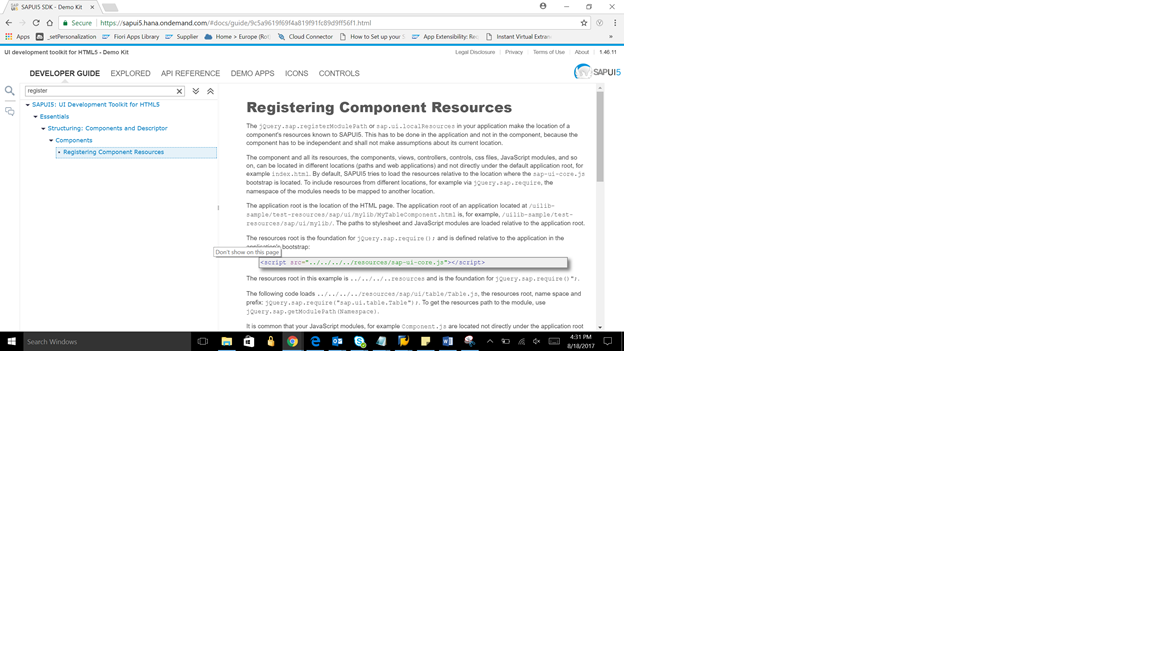 SAPUI5 SDK - Demo Kit
Secure
https://sapui5.hana.ondemand.com/#docs/guide/9c5a9619f69f4a819f91fc89d9ff56f1.html
Apps _setPersonalization Fiori Apps Library Supplier Home > Europe (Rot) Cloud Connector How to Set up your App Extensibility: Re Instant Virtual Extran
UI development toolkit for HTML5 - Demo Kit
Legal Disclosure Privacy Terms of Use About 1.46.11
DEVELOPER GUIDE EXPLORED API REFERENCE DEMO APPS ICONS CONTROLS
SAPUI5
register
SAPUI5: UI Development Toolkit for HTML5
Essentials
Structuring: Components and Descriptor
Components
Registering Component Resources
Registering Component Resources
The jQuery.sap.registerModulePath or sap.ui.localResources in your application make the location of a
component's resources known to SAPUI5. This has to be done in the application and not in the component, because the
component has to be independent and shall not make assumptions about its current location.
The component and all its resources, the components, views, controllers, controls, css files, JavaScript modules, and so
on, can be located in different locations (paths and web applications) and not directly under the default application root, for
example index.html. By default, SAPUI5 tries to load the resources relative to the location where the sap-ui-core.js
bootstrap is located. To include resources from different locations, for example via jQuery.sap.require, the
namespace of the modules needs to be mapped to another location.
The application root is the location of the HTML page. The application root of an application located at /uilib-
sample/test-resources/sap/ui/mylib/MyTableComponent.html is, for example, /uilib-sample/test-
resources/sap/ui/mylib/. The paths to stylesheet and JavaScript modules are loaded relative to the application root.
The resources root is the foundation for jQuery.sap.require(); and is defined relative to the application in the
application's bootstrap:
Don't show on this page
<script src="../../../../resources/sap-ui-core.js"></script>
The resources root in this example is ../../../..resources and is the foundation for jQuery.sap.require()").
The following code loads ../../../../resources/sap/ui/table/Table.js, the resources root, name space and
prefix: jQuery.sap.require("sap.ui.table.Table");. To get the resources path to the module, use
jQuery.sap.getModulePath(Namespace).
It is common that your JavaScript modules, for example Component.js are located not directly under the application root
Search Windows
4:31 PM
8/18/2017